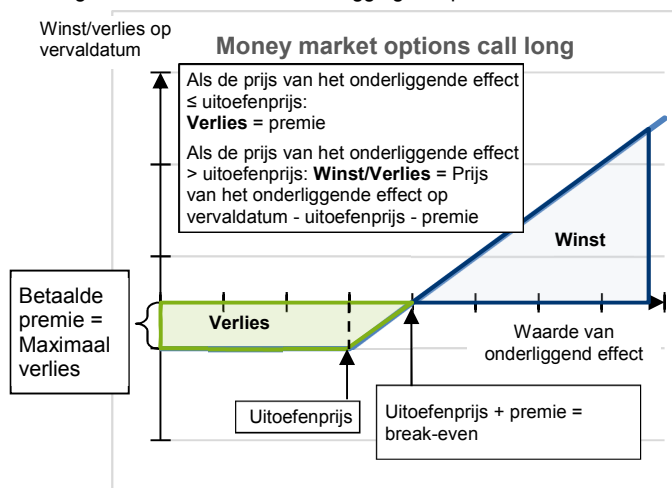 Winst/verlies op
vervaldatum
Money market options call long
Als de prijs van het onderliggende effect
≤ uitoefenprijs:
Verlies = premie
Als de prijs van het onderliggende effect
> uitoefenprijs: Winst/Verlies = Prijs
van het onderliggende effect op
vervaldatum - uitoefenprijs - premie
Winst
Betaalde
premie =
Maximaal
verlies
Verlies
Waarde van
onderliggend effect
Uitoefenprijs
Uitoefenprijs + premie =
break-even